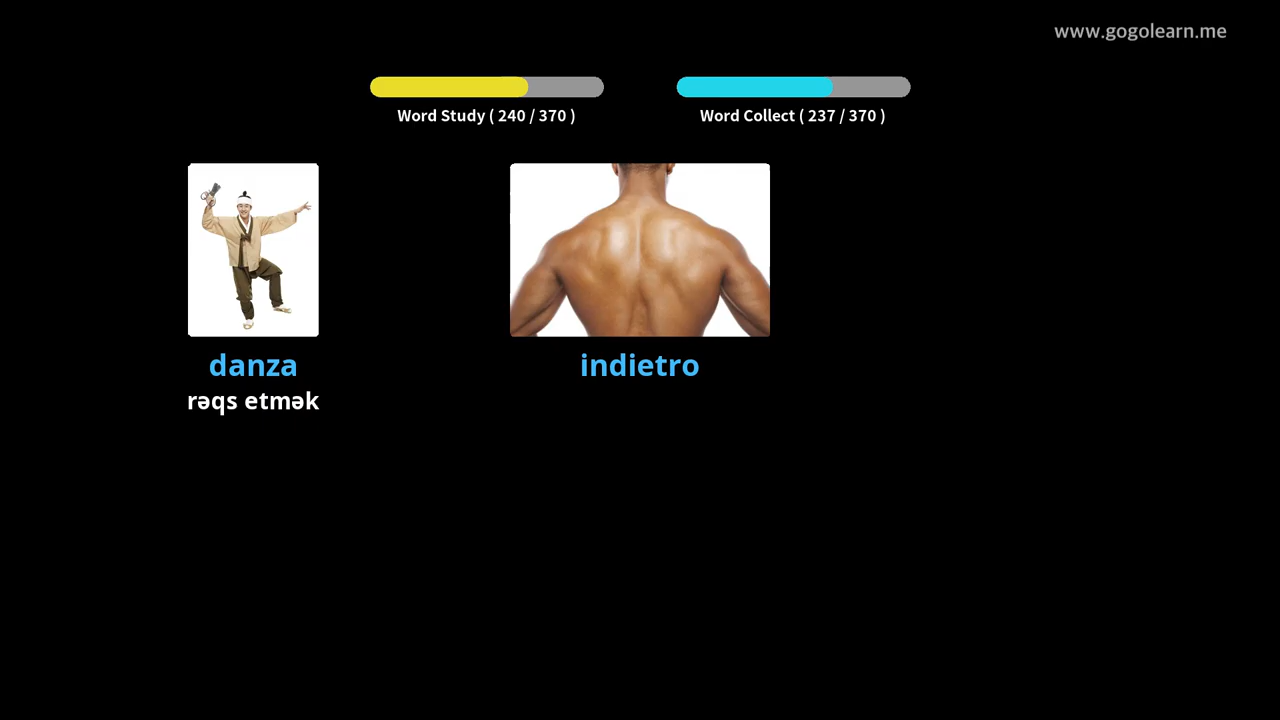 www.gogolearn.me
Word Study ( 240 / 370 )
Word Collect ( 237 / 370 )
danza
rəqs etmək
indietro